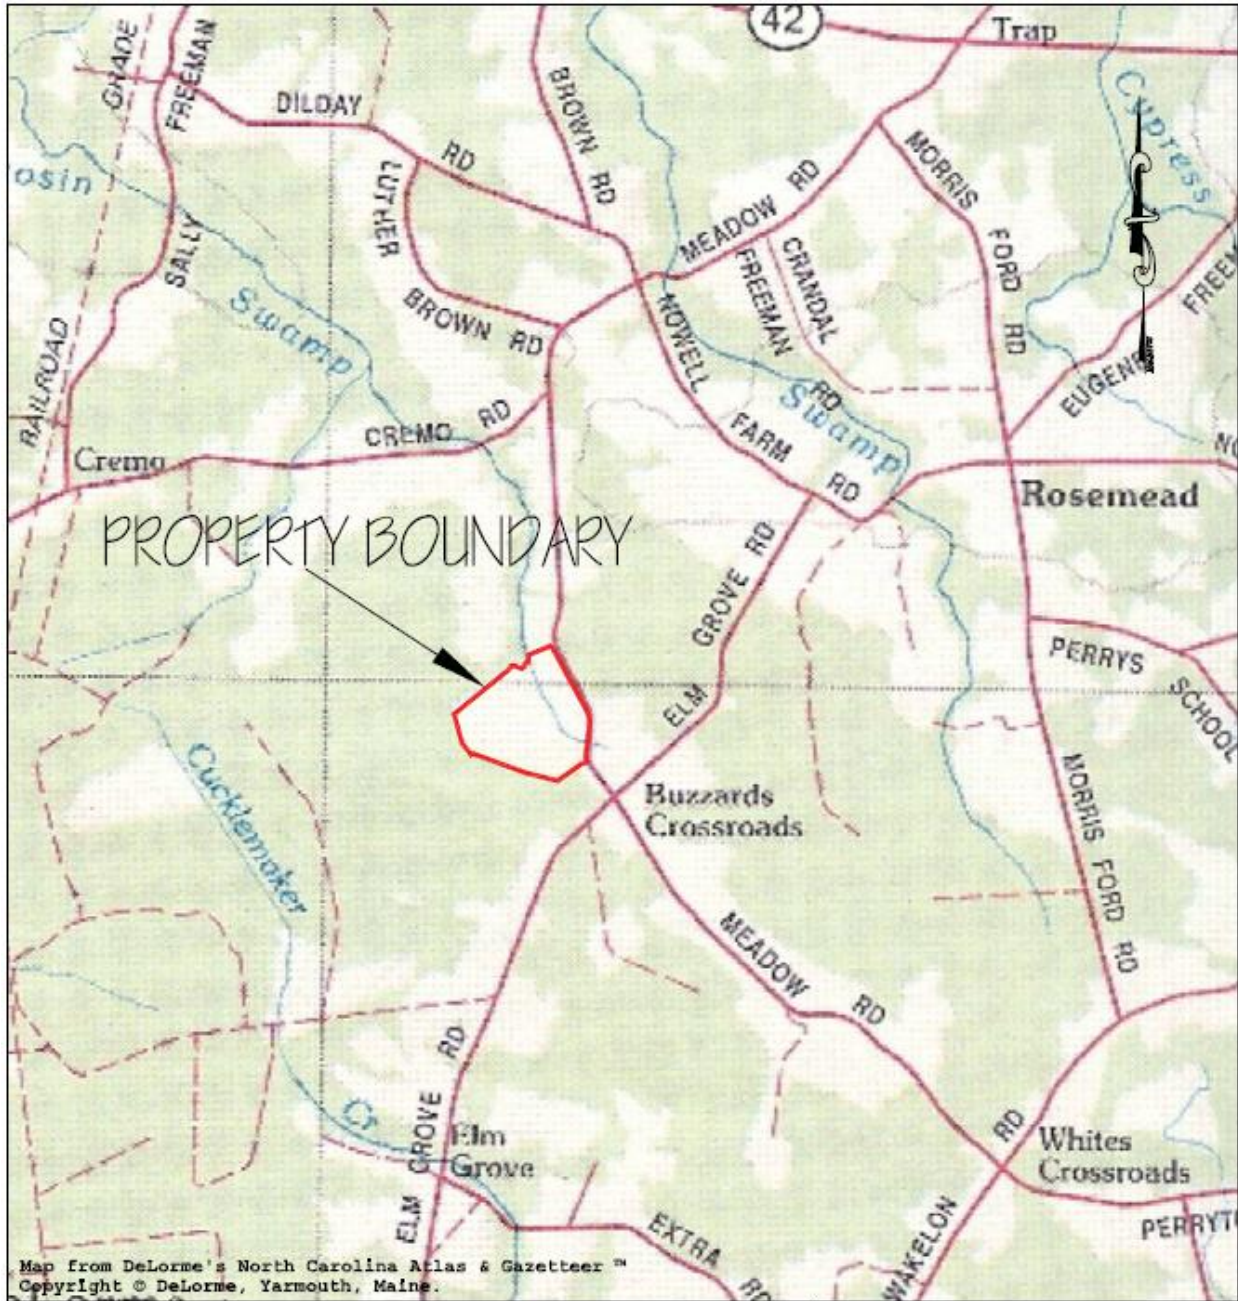 42
Trap
GRADE
FREEMAN
DILDAY
BROWN RD
Cypress
RD
MORRIS
osin
LUTHER
MEADOW RD
SALLY
CRANDAL
FREEMAN
FORD RD
Swamp
BROWN RD
NOWELL
RAILROAD
EUGENE
RD
Swamp
CREMO RD
FARM
Cremo
RD
Rosemead
PROPERTY BOUNDARY
GROVE RD
PERRYS
ELM
SCHOOL
Cucklemaker
Buzzards
Crossroads
MORRIS FORD RD
MEADOW
RD
RD
Cr
GROVE
Elm
Grove
RD
Whites
Crossroads
ELM
EXTRA
WAKELON
Map from DeLorme's North Carolina Atlas & Gazetteer ™
Copyright © DeLorme, Yarmouth, Maine.